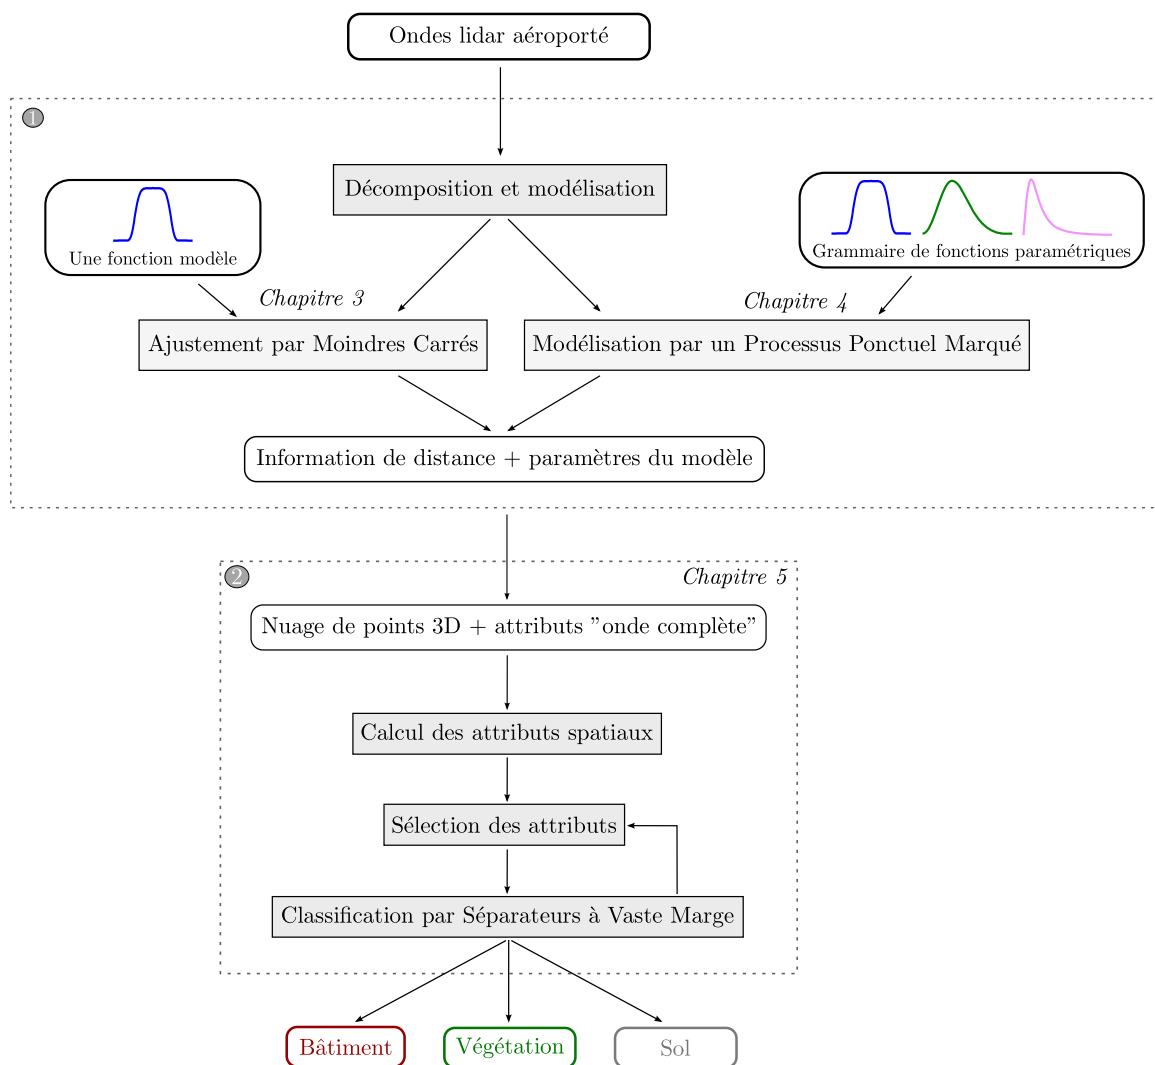 Ondes lidar aéroporté
1
Décomposition et modélisation
Une fonction modèle
Grammaire de fonctions paramétriques
Chapitre 3
Chapitre 4
Ajustement par Moindres Carrés
Modélisation par un Processus Ponctuel Marqué
Information de distance + paramètres du modèle
2
Chapitre 5
Nuage de points 3D + attributs "onde complète"
Calcul des attributs spatiaux
Sélection des attributs
Classification par Séparateurs à Vaste Marge
Bâtiment
Végétation
Sol